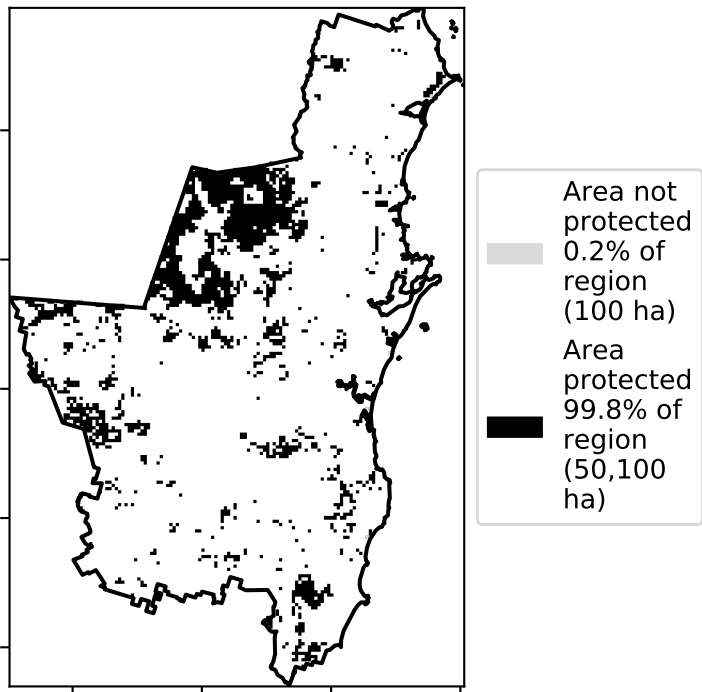 Area not
protected
0.2% of
region
(100 ha)
Area
protected
99.8% of
region
(50,100
ha)